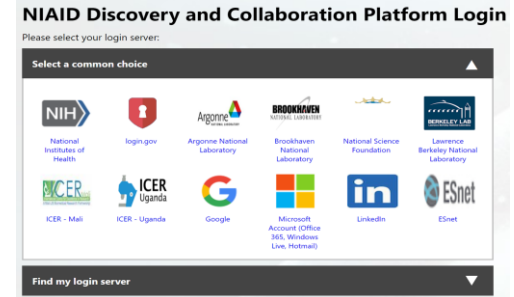 NIAID Discovery and Collaboration Platform Login
Please select your login server:
Select a common choice
NIH
Argonne
NATIONAL LABORATORY
BROOKHAVEN
NATIONAL LABORATORY
BERKELEY LAB
National
Institutes of
Health
login.gov
Argonne National
Laboratory
Brookhaven
National
Laboratory
National Science
Foundation
Lawrence
Berkeley National
Laboratory
ICER
ICER
Uganda
G
in
ESnet
ICER - Mali
ICER - Uganda
Google
Microsoft
Account (Office
365, Windows
Live, Hotmail)
LinkedIn
ESnet
Find my login server